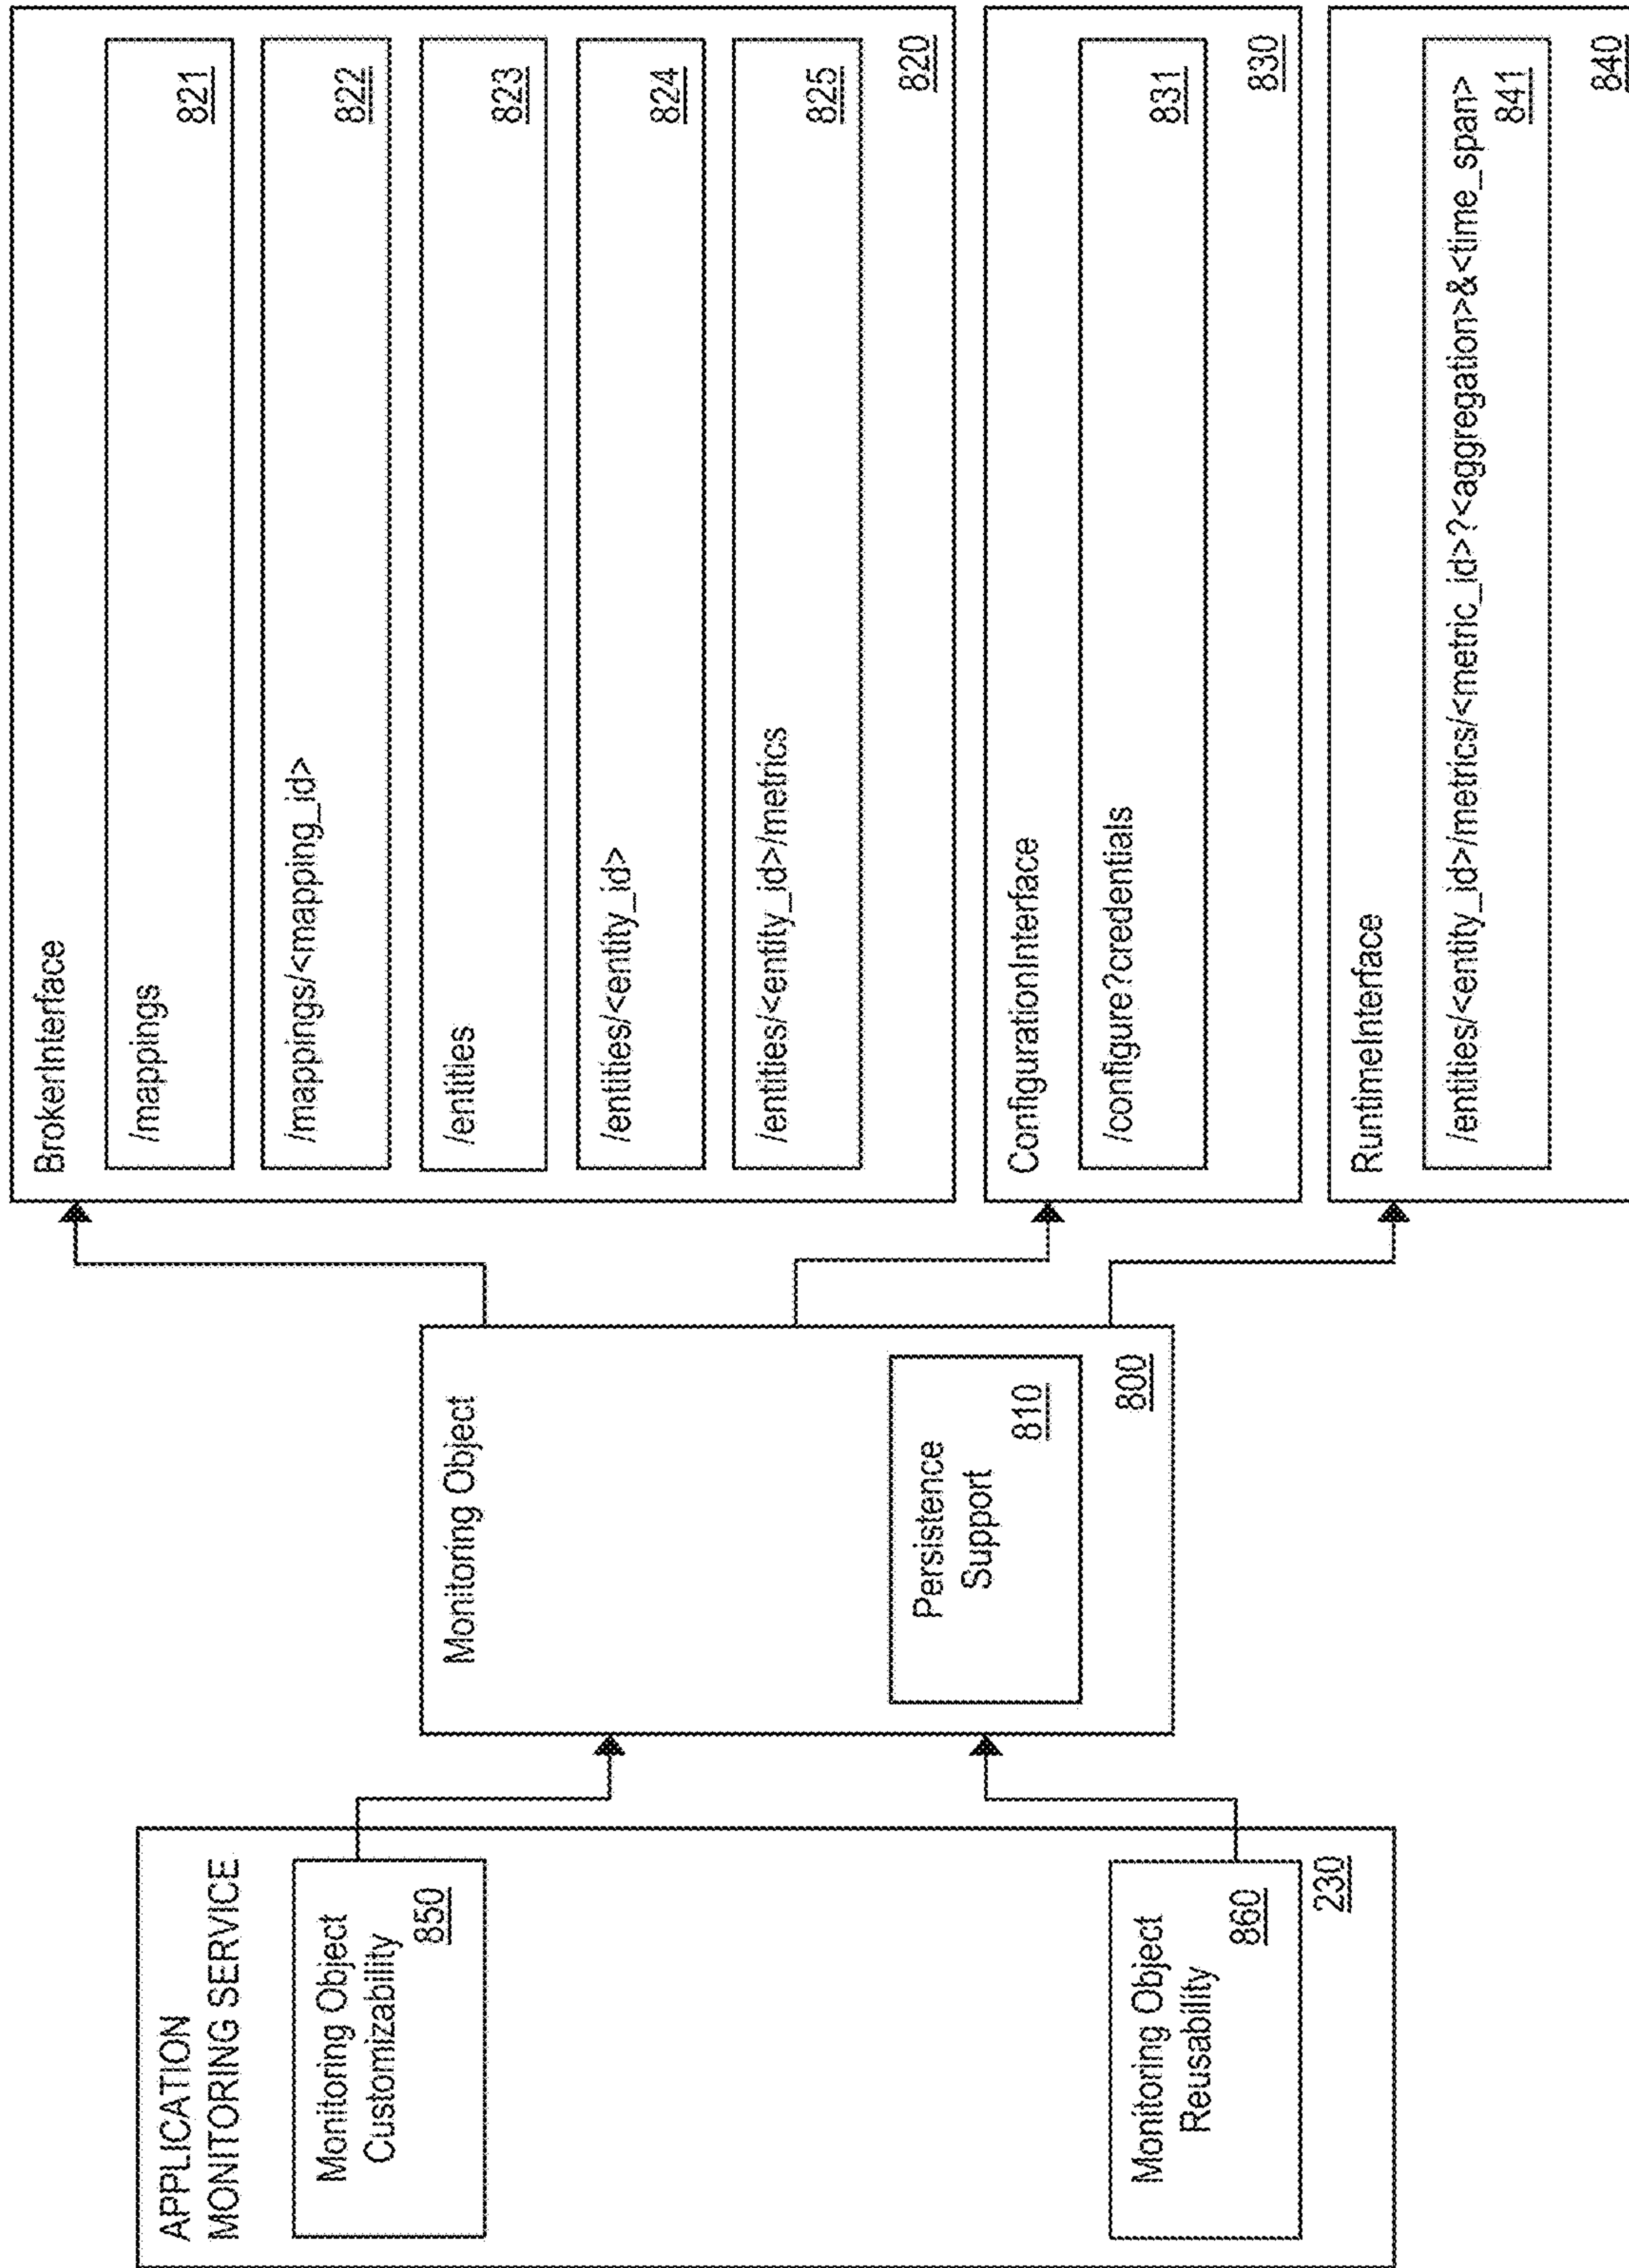 APPLICATION
MONITORING SERVICE
Monitoring Object
Customizability
850
Monitoring Object
Reusability
860
230
Monitoring Object
Persistence
Support
810
800
BrokerInterface
/mappings
821
/mappings/<mapping_id>
822
/entities
823
/entities/<entity_id>
824
/entities/<entity_id>/metrics
825
820
ConfigurationInterface
/configure?credentials
831
830
RuntimeInterface
/entities/<entity_id>/metrics/<metric_id>?<aggregation>&<time_span>
841
840